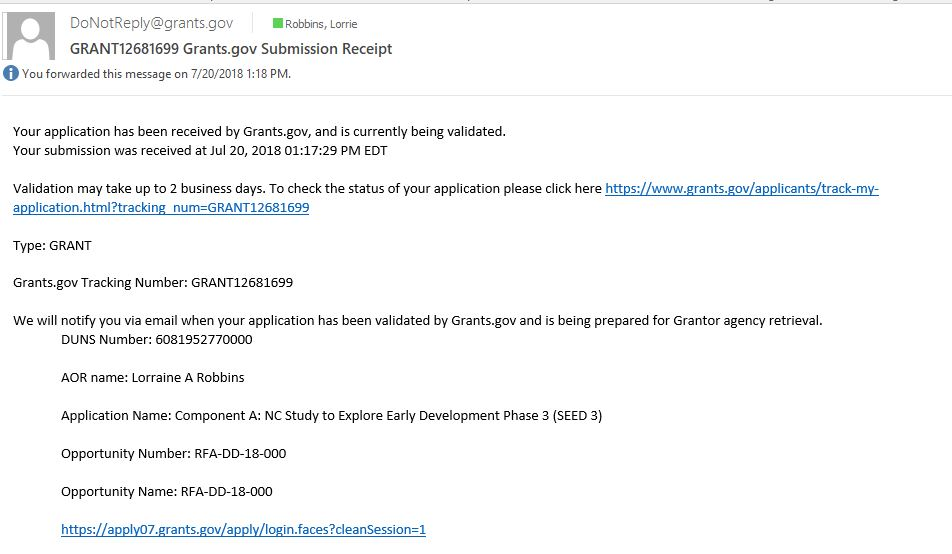 DoNotReply@grants.gov
Robbins, Lorrie
GRANT12681699 Grants.gov Submission Receipt
You forwarded this message on 7/20/2018 1:18 PM.
Your application has been received by Grants.gov, and is currently being validated.
Your submission was received at Jul 20, 2018 01:17:29 PM EDT
Validation may take up to 2 business days. To check the status of your application please click here https://www.grants.gov/applicants/track-my-
application.html?tracking_num=GRANT12681699
Type: GRANT
Grants.gov Tracking Number: GRANT12681699
We will notify you via email when your application has been validated by Grants.gov and is being prepared for Grantor agency retrieval.
DUNS Number: 6081952770000
AOR name: Lorraine A Robbins
Application Name: Component A: NC Study to Explore Early Development Phase 3 (SEED 3)
Opportunity Number: RFA-DD-18-000
Opportunity Name: RFA-DD-18-000
https://apply07.grants.gov/apply/login.faces?cleanSession=1